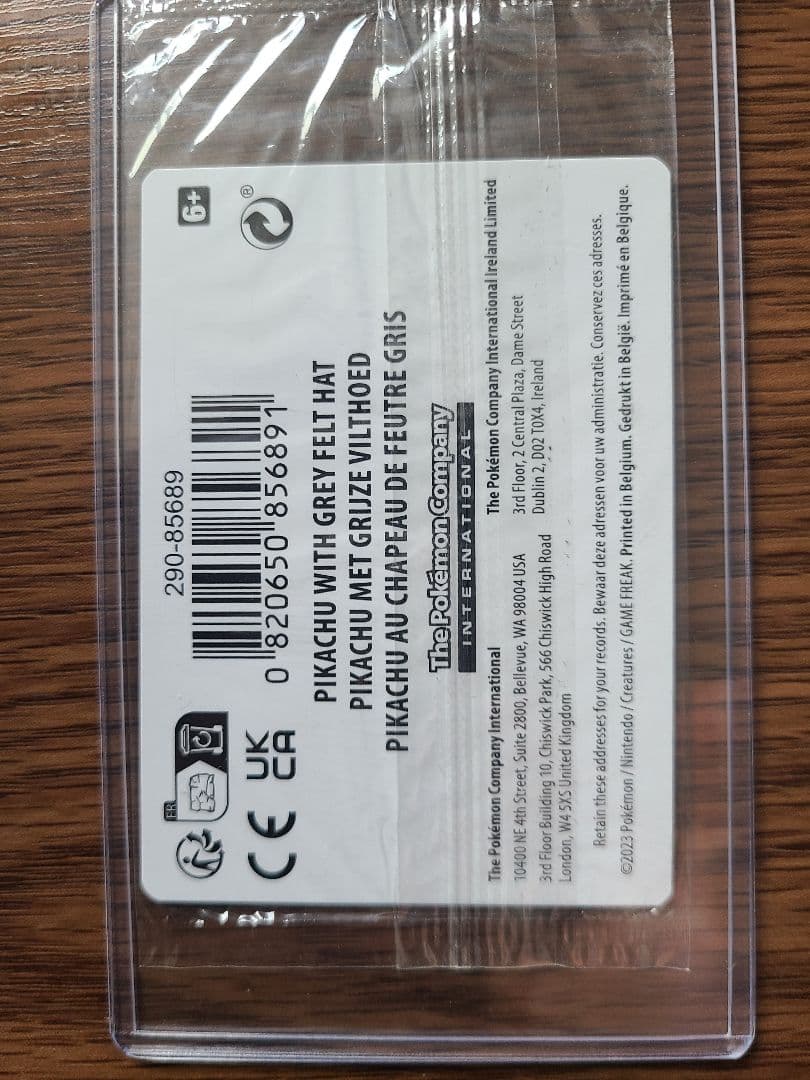 290-85689
6+
0 820650 856891
®
FR
CE
UK
CA
PIKACHU WITH GREY FELT HAT
PIKACHU MET GRIJZE VILTHOED
PIKACHU AU CHAPEAU DE FEUTRE GRIS
The Pokémon Company
INTERNATIONAL
The Pokémon Company International
10400 NE 4th Street, Suite 2800, Bellevue, WA 98004 USA
3rd Floor Building 10, Chiswick Park, 566 Chiswick High Road
London, W4 5XS United Kingdom
The Pokémon Company International Ireland Limited
3rd Floor, 2 Central Plaza, Dame Street
Dublin 2, D02 T0X4, Ireland
Retain these addresses for your records. Bewaar deze adressen voor uw administratie. Conservez ces adresses.
©2023 Pokémon / Nintendo / Creatures / GAME FREAK. Printed in Belgium. Gedrukt in België. Imprimé en Belgique.